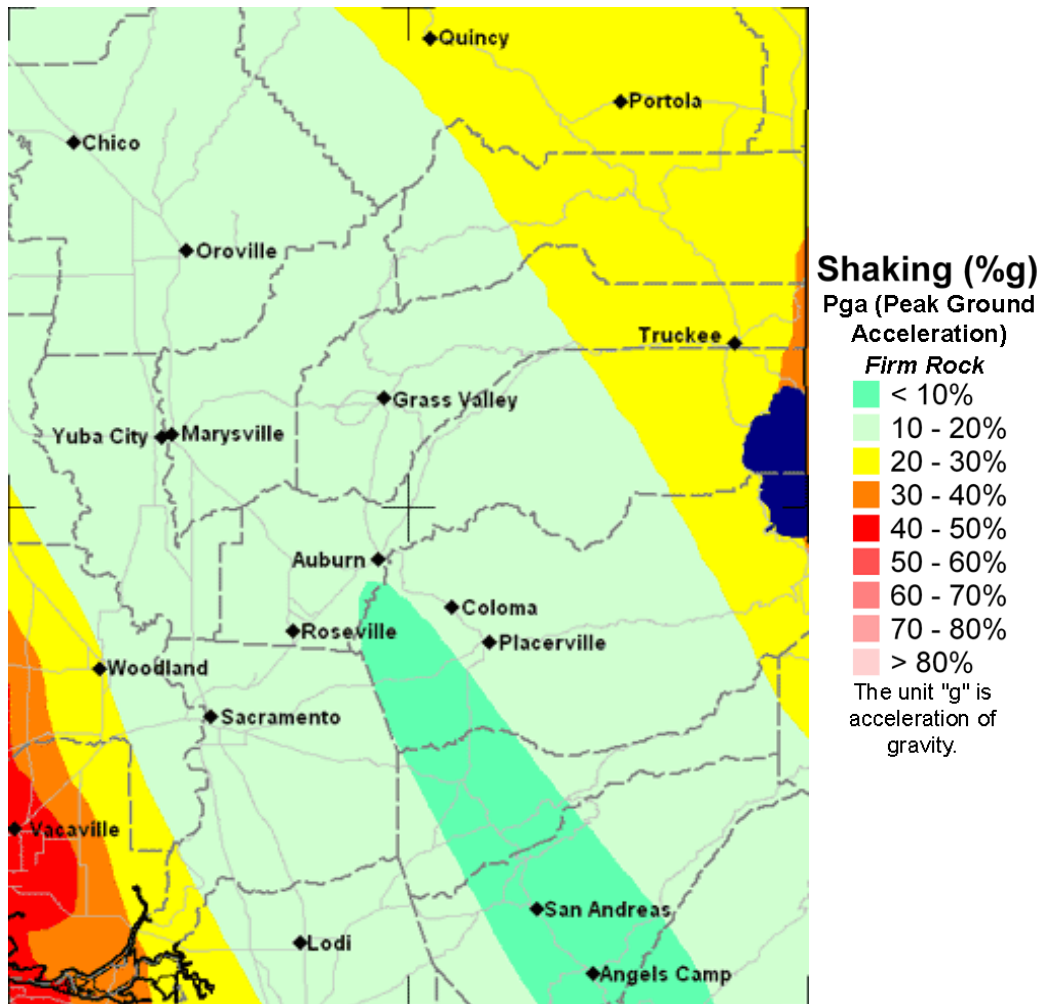 Quincy
Portola
Chico
Oroville
Truckee
Grass Valley
Yuba City
Marysville
Auburn
Coloma
Roseville
Placerville
Woodland
Sacramento
Vacaville
San Andreas
Lodi
Angels Camp
Shaking (%g)
Pga (Peak Ground
Acceleration)
Firm Rock
< 10%
10 - 20%
20 - 30%
30 - 40%
40 - 50%
50 - 60%
60 - 70%
70 - 80%
> 80%
The unit "g" is
acceleration of
gravity.